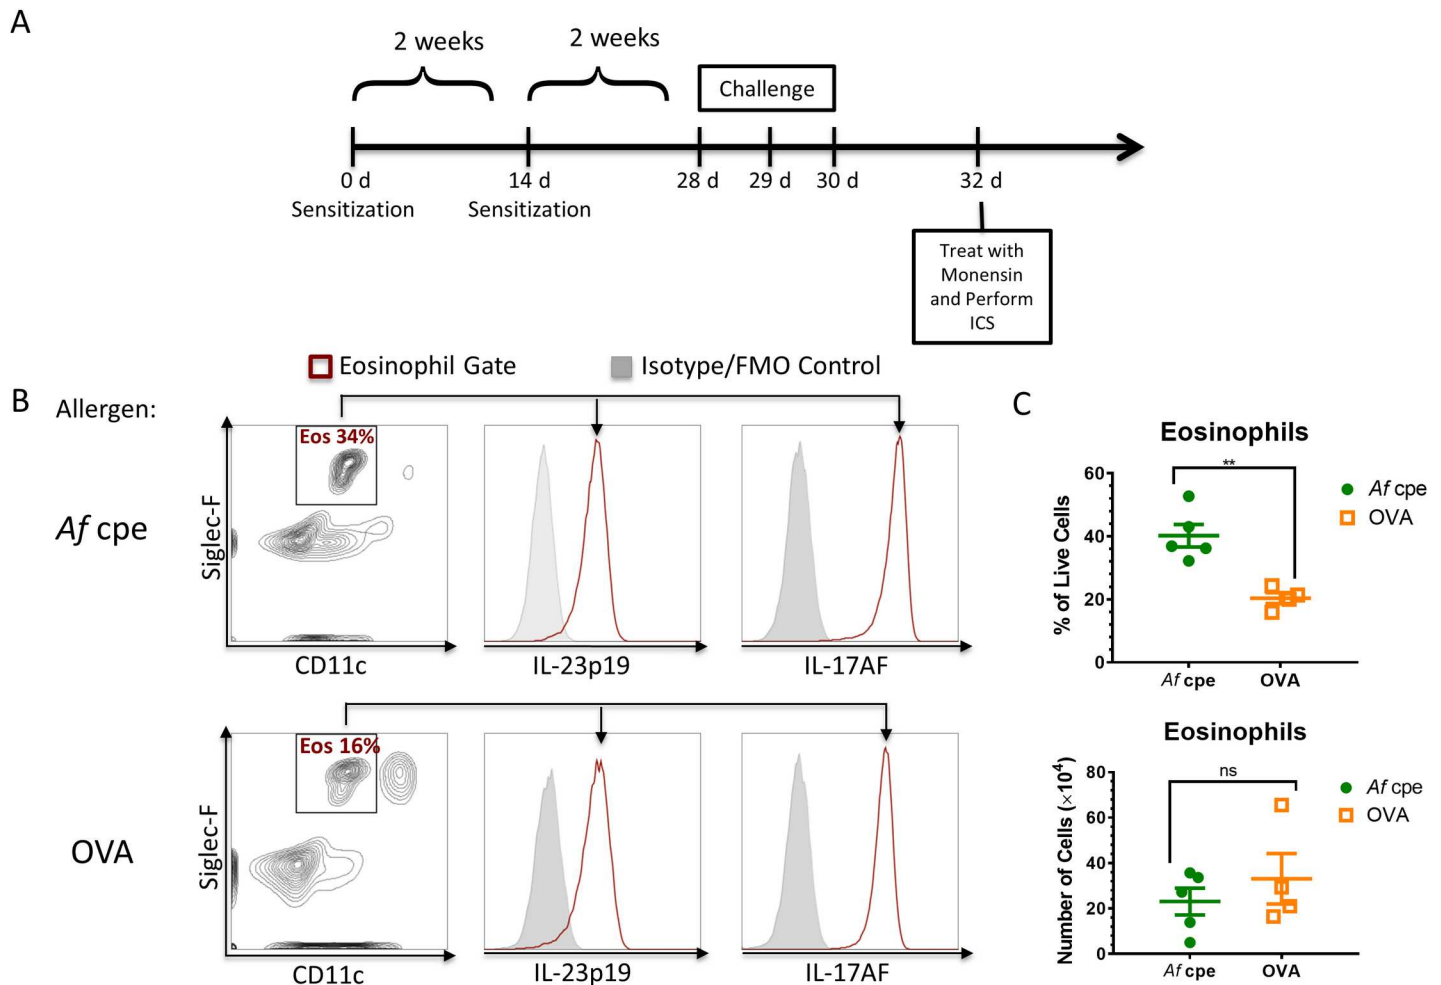 A
2 weeks
2 weeks
Challenge
0 d
14 d
28 d
29 d
30 d
32 d
Sensitization
Sensitization
Treat with
Monensin
and Perform
ICS
Eosinophil Gate
Isotype/FMO Control
B
Allergen:
Af cpe
Eos 34%
Siglec-F
CD11c
IL-23p19
IL-17AF
OVA
Eos 16%
Siglec-F
CD11c
IL-23p19
IL-17AF
C
Eosinophils
% of Live Cells
60
40
20
0
**
Af cpe
OVA
Af cpe
OVA
Eosinophils
Number of Cells (×10⁴)
80
60
40
20
0
ns
Af cpe
OVA
Af cpe
OVA